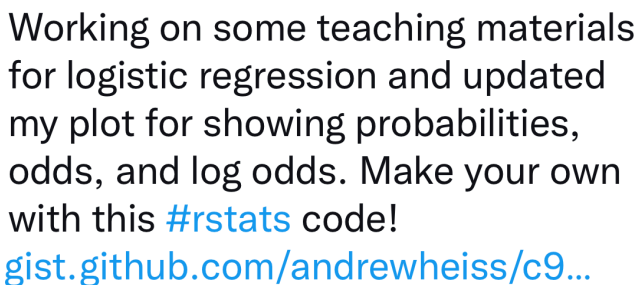 Working on some teaching materials
for logistic regression and updated
my plot for showing probabilities,
odds, and log odds. Make your own
with this #rstats code!
gist.github.com/andrewheiss/c9…